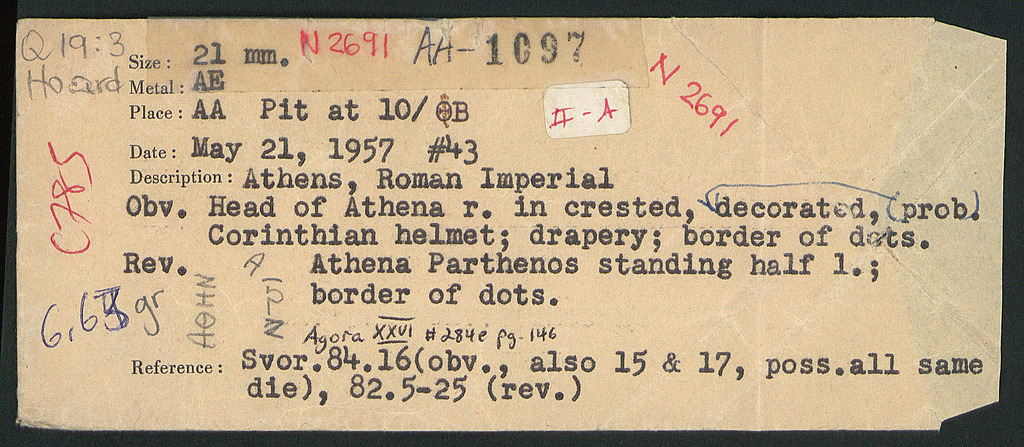 Q 19:3
Hoard
Size: 21 mm. N 2691 AA-1097
Metal: AE
Place: AA Pit at 10/ΘB
II-A
N 2691
Date: May 21, 1957 #43
C785
Description: Athens, Roman Imperial
Obv. Head of Athena r. in crested, decorated, (prob.)
Corinthian helmet; drapery; border of dots.
Rev. Athena Parthenos standing half l.;
border of dots.
ΑΘΗΝ
gr
Agora XXVI #284e pg. 146
Reference: Svor.84.16(obv., also 15 & 17, poss.all same
die), 82.5-25 (rev.)